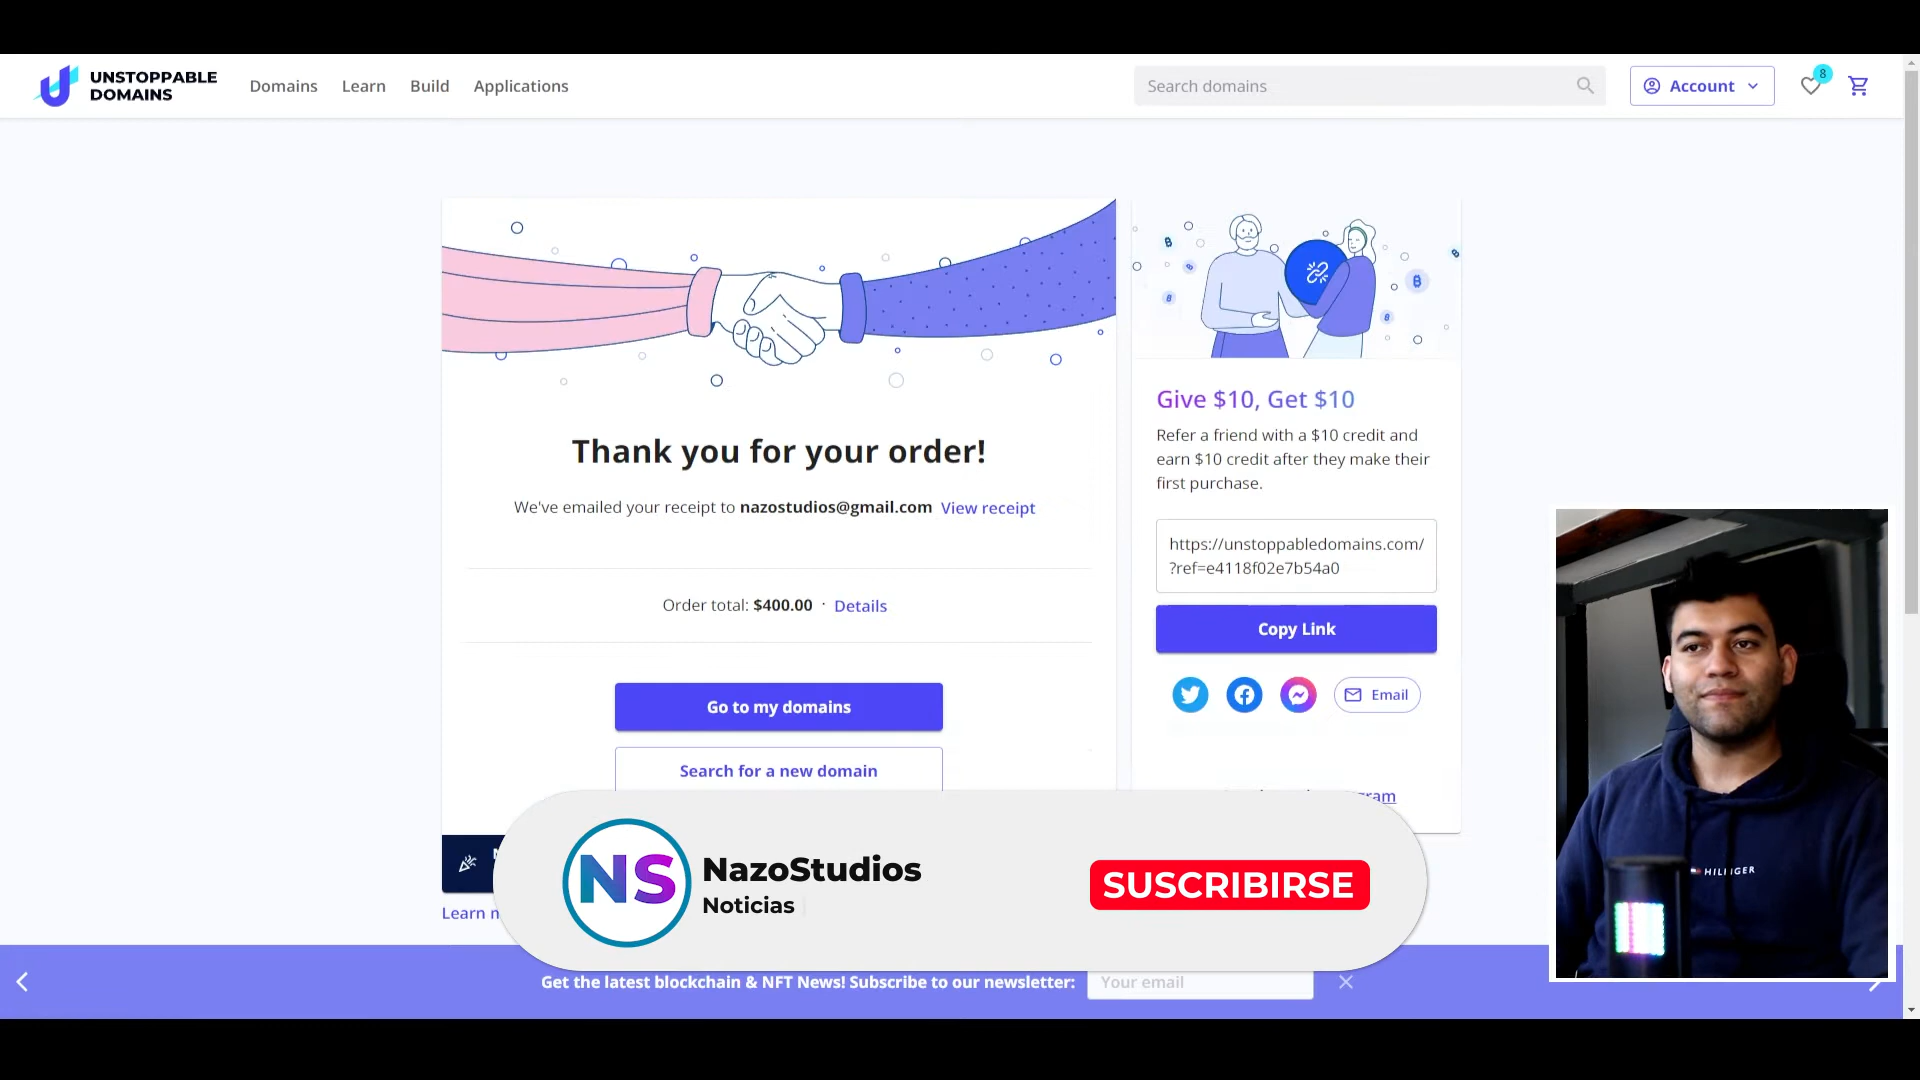 UNSTOPPABLE
DOMAINS
Domains
Learn
Build
Applications
Search domains
Account
8
Thank you for your order!
We've emailed your receipt to nazostudios@gmail.com View receipt
Order total: $400.00 · Details
Go to my domains
Search for a new domain
Give $10, Get $10
Refer a friend with a $10 credit and
earn $10 credit after they make their
first purchase.
https://unstoppabledomains.com/
?ref=e4118f02e7b54a0
Copy Link
Email
Learn
NS
NazoStudios
Noticias
SUSCRIBIRSE
HILFIGER
Get the latest blockchain & NFT News! Subscribe to our newsletter:
Your email